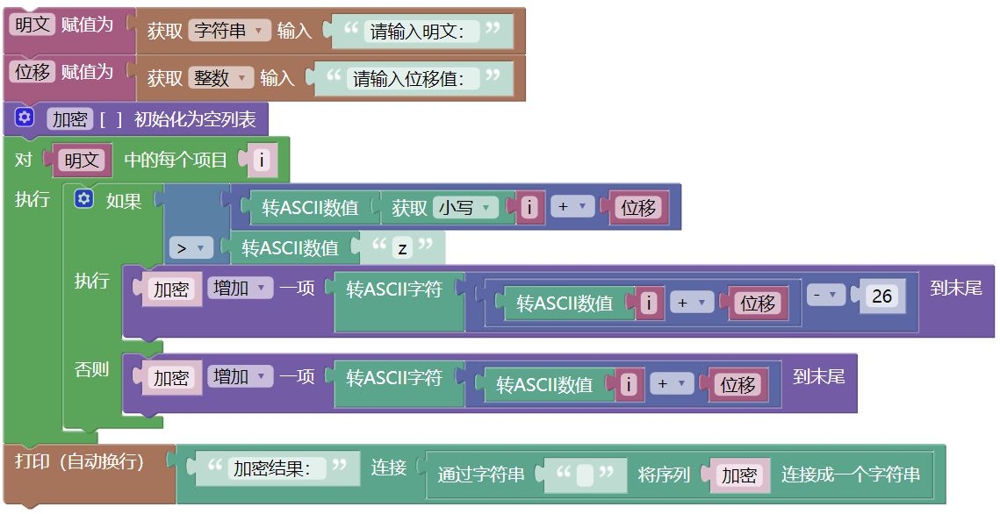 明文 赋值为 获取 字符串 输入 “ 请输入明文： ”
位移 赋值为 获取 整数 输入 “ 请输入位移值： ”
加密 [ ] 初始化为空列表
对 明文 中的每个项目 i
执行 如果 转ASCII数值 获取 小写 i + 位移
> 转ASCII数值 “ z ”
执行 加密 增加 一项 转ASCII字符 转ASCII数值 i + 位移 - 26 到末尾
否则 加密 增加 一项 转ASCII字符 转ASCII数值 i + 位移 到末尾
打印（自动换行） “ 加密结果： ” 连接 通过字符串 “ ” 将序列 加密 连接成一个字符串